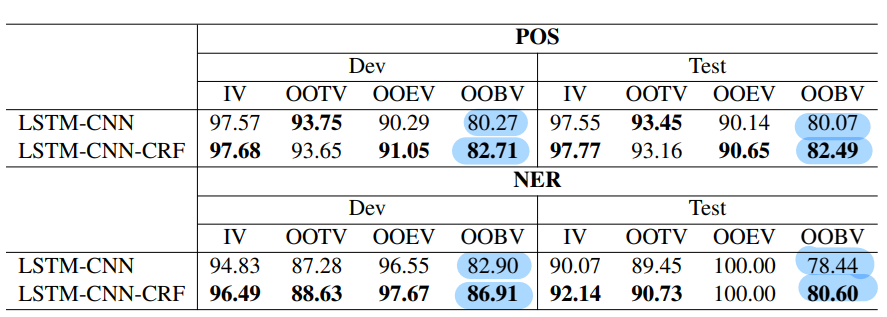 POS
Dev Test
IV OOTV OOEV OOBV IV OOTV OOEV OOBV
LSTM-CNN 97.57 93.75 90.29 80.27 97.55 93.45 90.14 80.07
LSTM-CNN-CRF 97.68 93.65 91.05 82.71 97.77 93.16 90.65 82.49
NER
Dev Test
IV OOTV OOEV OOBV IV OOTV OOEV OOBV
LSTM-CNN 94.83 87.28 96.55 82.90 90.07 89.45 100.00 78.44
LSTM-CNN-CRF 96.49 88.63 97.67 86.91 92.14 90.73 100.00 80.60